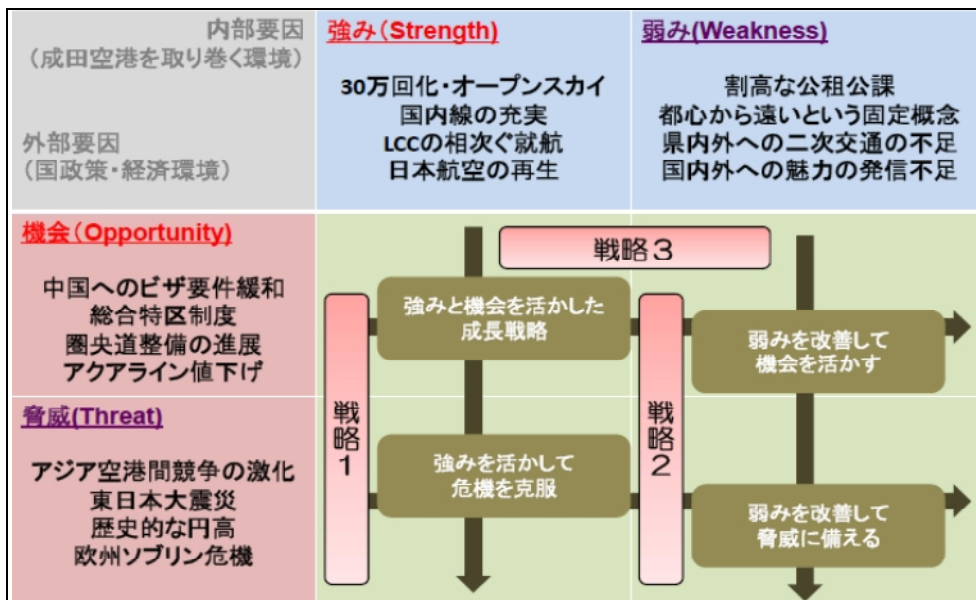 内部要因
(成田空港を取り巻く環境)
外部要因
(国政策・経済環境)
強み(Strength)
30万回化・オープンスカイ
国内線の充実
LCCの相次ぐ就航
日本航空の再生
弱み(Weakness)
割高な公租公課
都心から遠いという固定概念
県内外への二次交通の不足
国内外への魅力の発信不足
機会(Opportunity)
中国へのビザ要件緩和
総合特区制度
圏央道整備の進展
アクアライン値下げ
脅威(Threat)
アジア空港間競争の激化
東日本大震災
歴史的な円高
欧州ソブリン危機
戦略3
戦略1
強みと機会を活かした
成長戦略
強みを活かして
危機を克服
戦略2
弱みを改善して
機会を活かす
弱みを改善して
脅威に備える